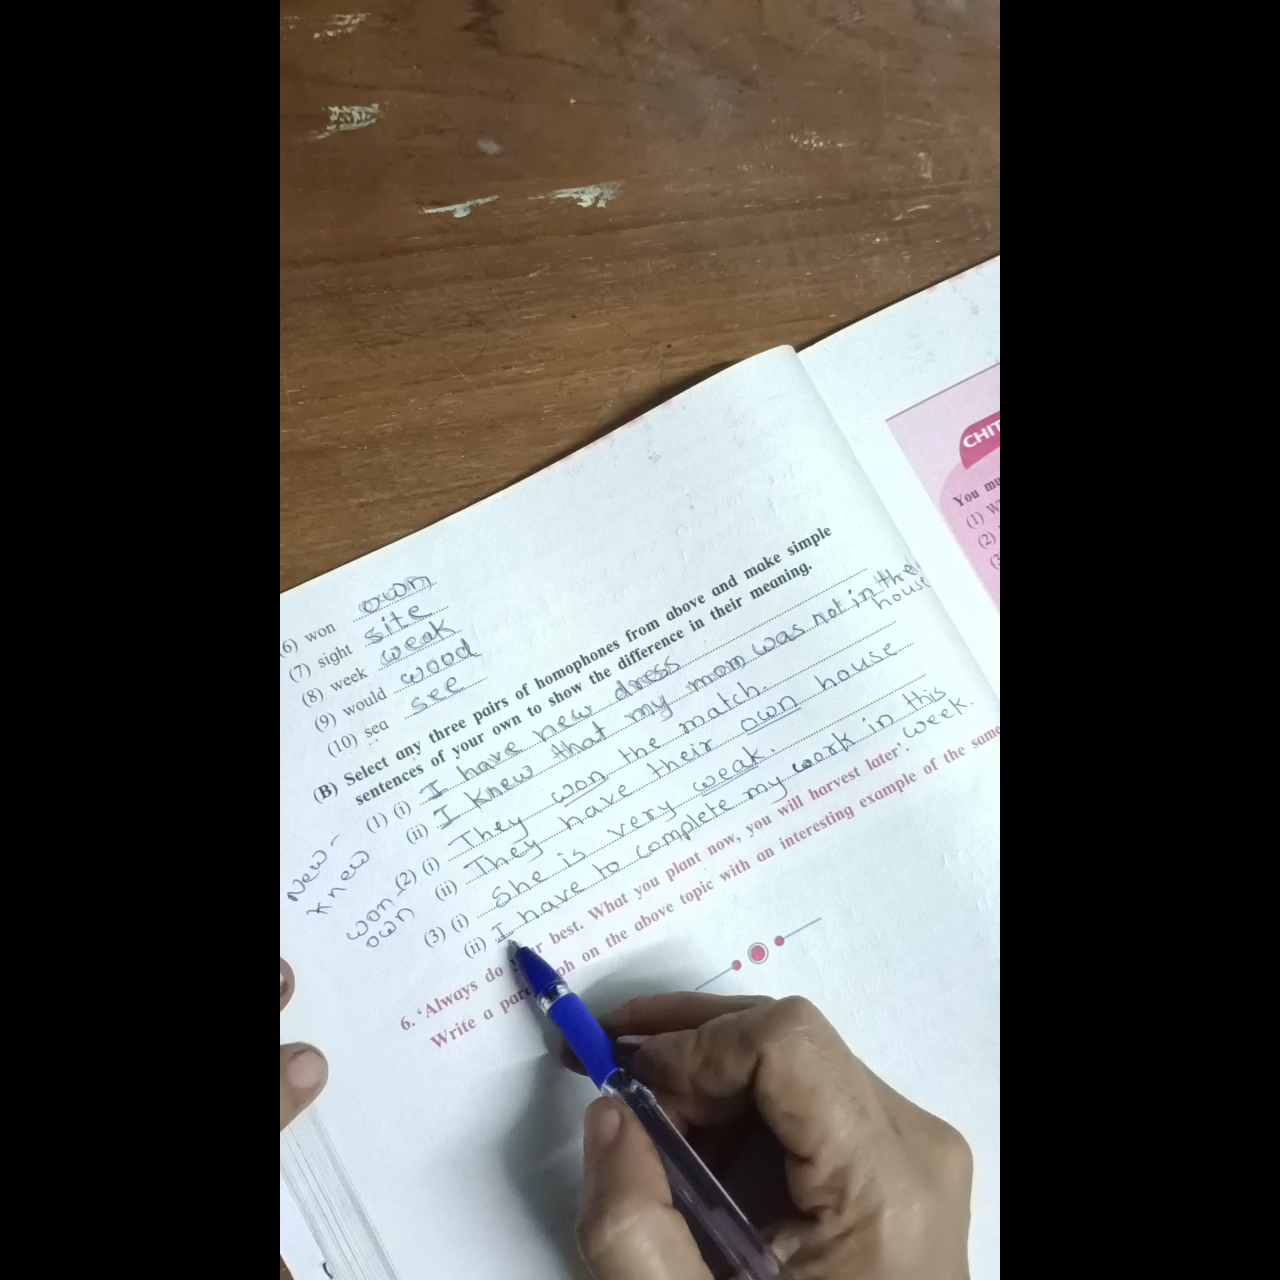 (6) won own
(7) sight site
(8) week weak
(9) would wood
(10) sea see
(B) Select any three pairs of homophones from above and make simple
sentences of your own to show the difference in their meaning.
New -
knew
(1) (i) I have new dress
(ii) I knew that my mom was not in the
house
won -
own
(2) (i) They won the match.
(ii) They have their own house
(3) (i) She is very weak.
(ii) I have to complete my work in this
week.
6. 'Always do best. What you plant now, you will harvest later'.
Write a on the above topic with an interesting example of the same
CHIT
You mu
(1) W
(2)
(3